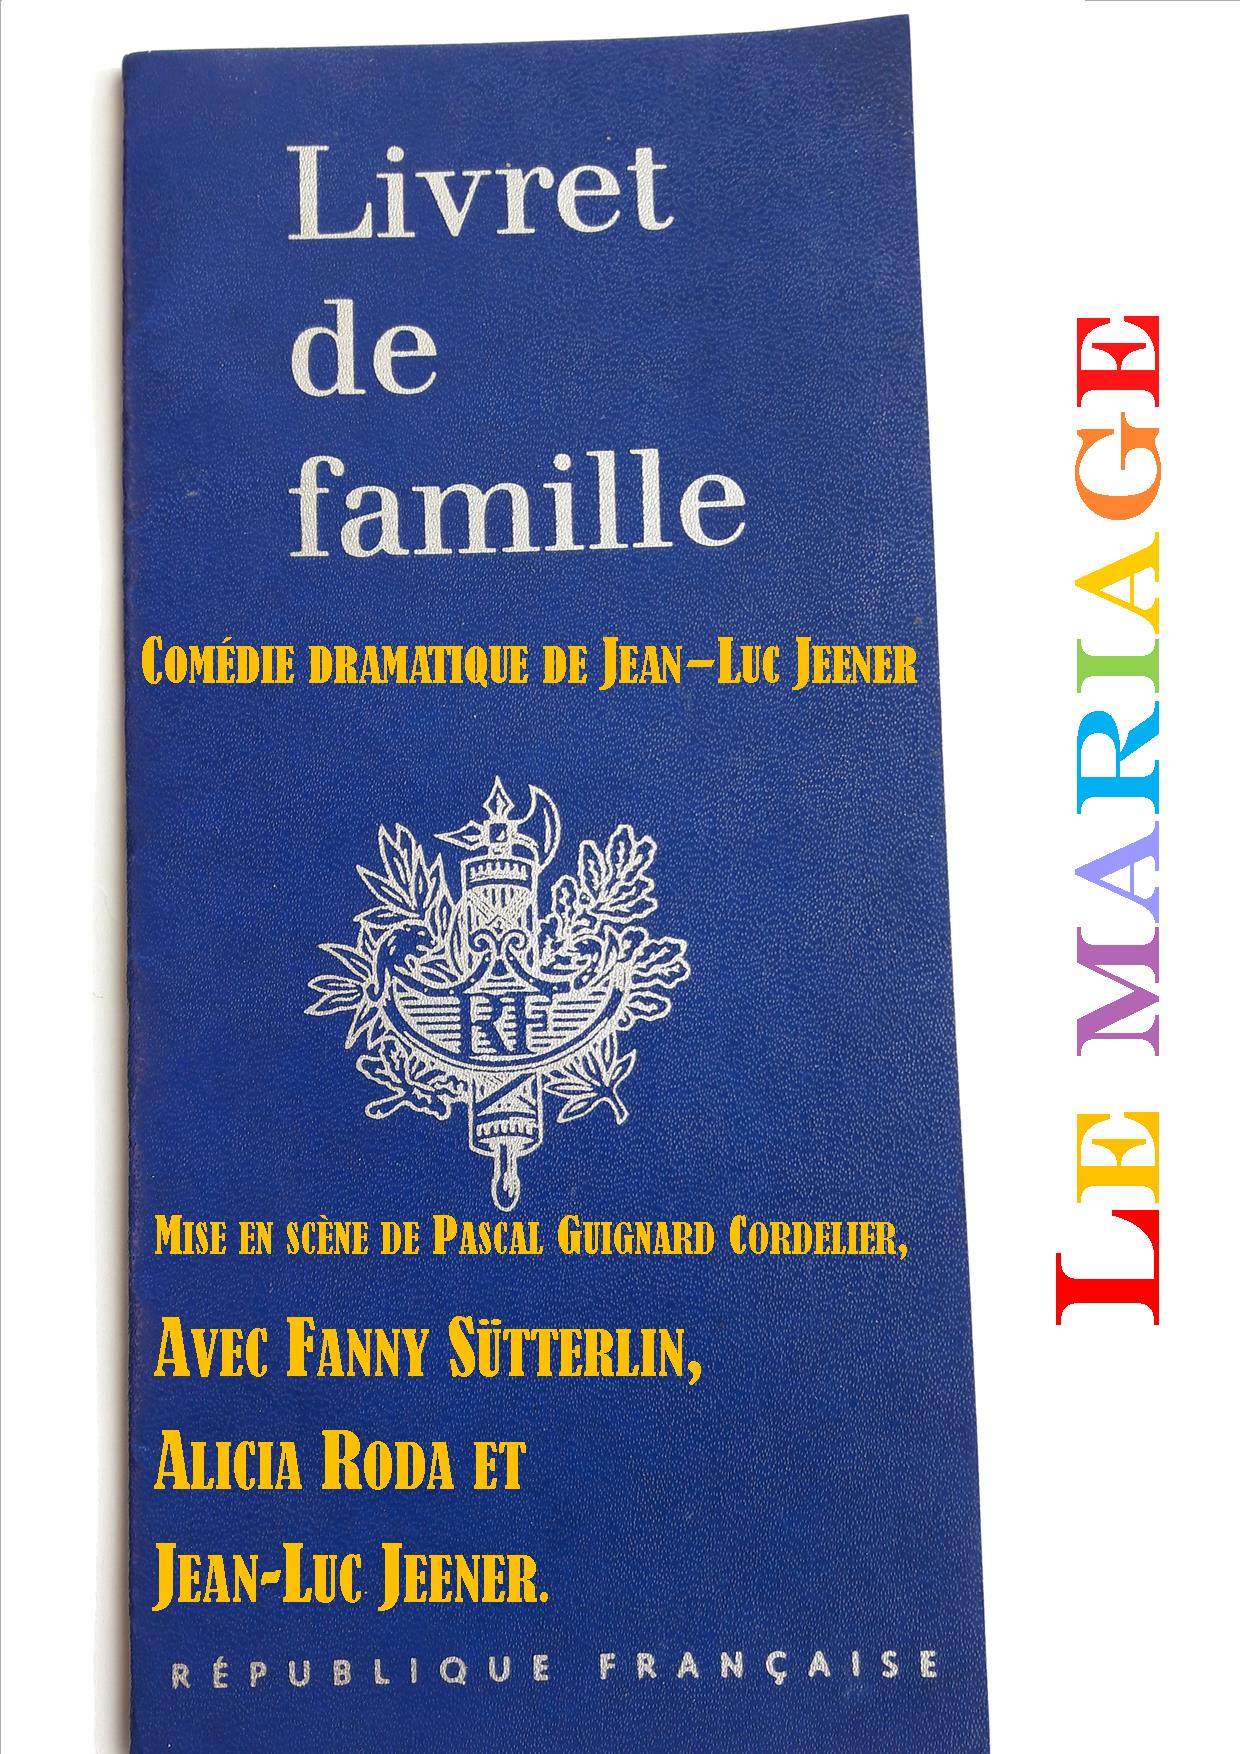 Livret
de
famille
COMÉDIE DRAMATIQUE DE JEAN–LUC JEENER
RF
MISE EN SCÈNE DE PASCAL GUIGNARD CORDELIER,
AVEC FANNY SÜTTERLIN,
ALICIA RODA ET
JEAN-LUC JEENER.
RÉPUBLIQUE FRANÇAISE
LE MARIAGE